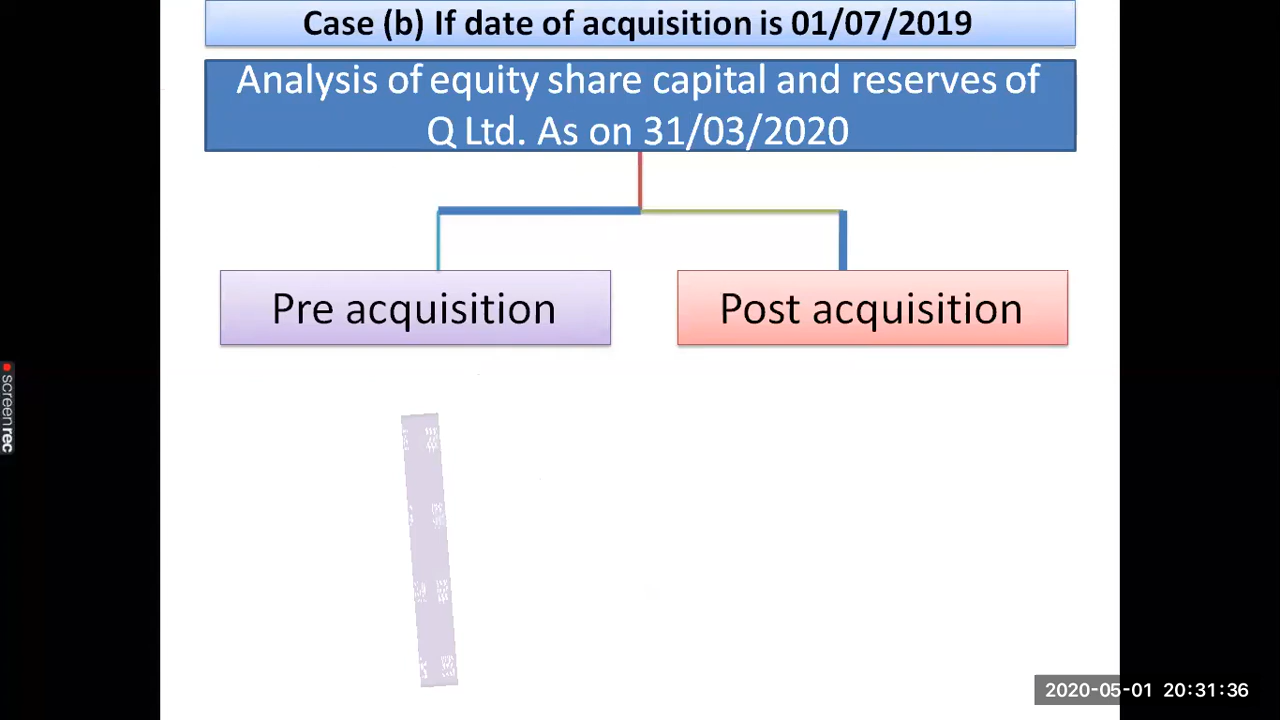 Case (b) If date of acquisition is 01/07/2019
Analysis of equity share capital and reserves of
Q Ltd. As on 31/03/2020
Pre acquisition
Post acquisition
screenrec
2020-05-01 20:31:36